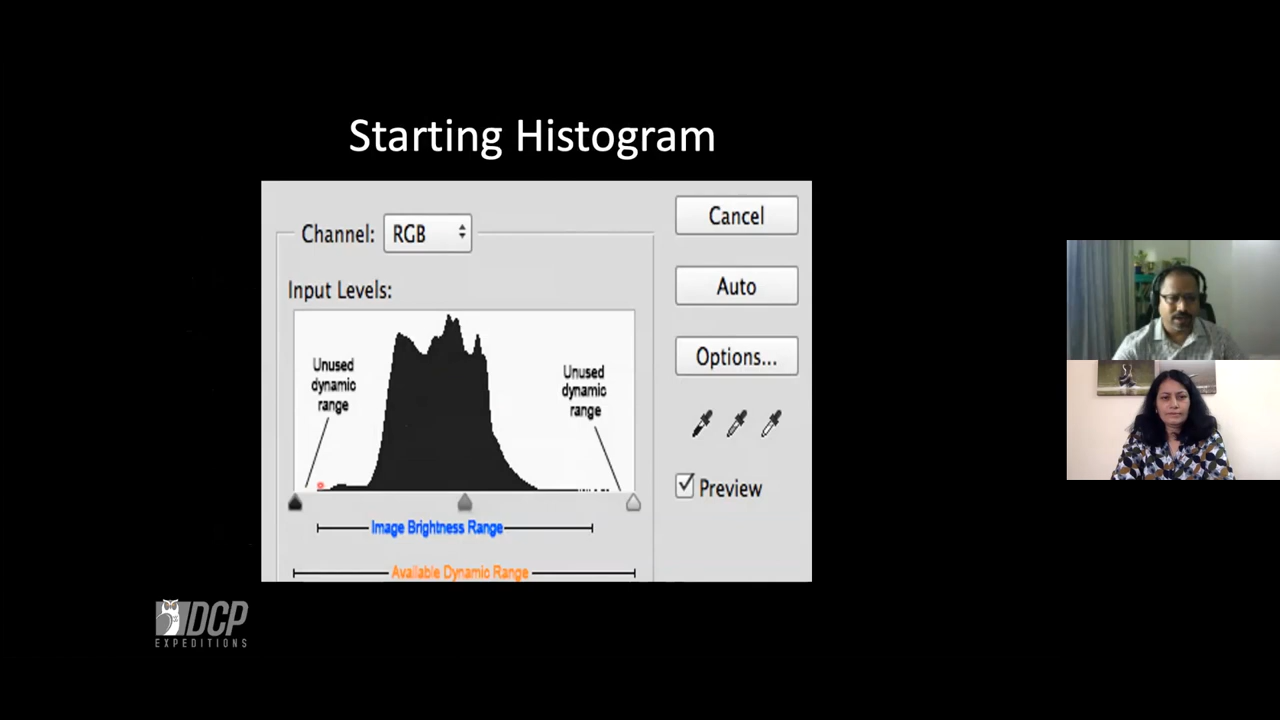 Starting Histogram
Channel: RGB
Cancel
Input Levels:
Auto
Options...
Unused
dynamic
range
Unused
dynamic
range
Preview
Image Brightness Range
Available Dynamic Range
DCP
EXPEDITIONS